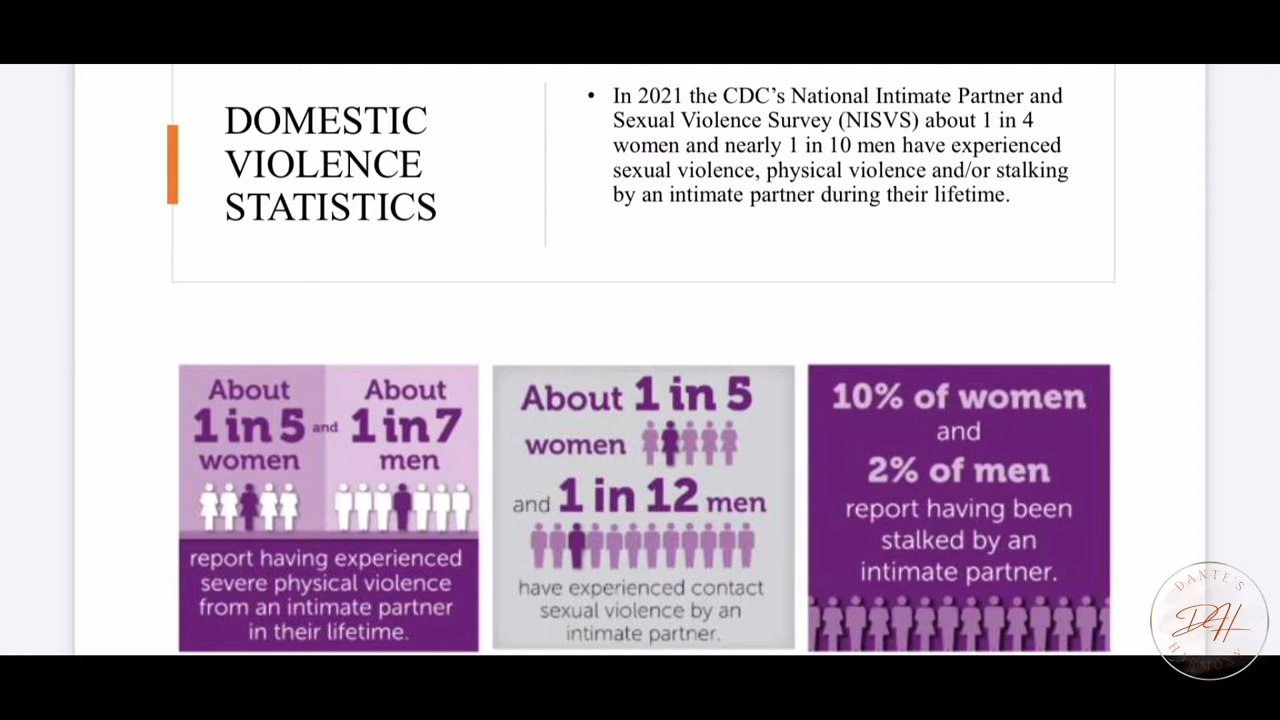 DOMESTIC
VIOLENCE
STATISTICS
• In 2021 the CDC’s National Intimate Partner and
Sexual Violence Survey (NISVS) about 1 in 4
women and nearly 1 in 10 men have experienced
sexual violence, physical violence and/or stalking
by an intimate partner during their lifetime.
About
1 in 5
women
and
About
1 in 7
men
report having experienced
severe physical violence
from an intimate partner
in their lifetime.
About 1 in 5
women
and 1 in 12 men
have experienced contact
sexual violence by an
intimate partner.
10% of women
and
2% of men
report having been
stalked by an
intimate partner.
DANTE'S
DH
HARMONY